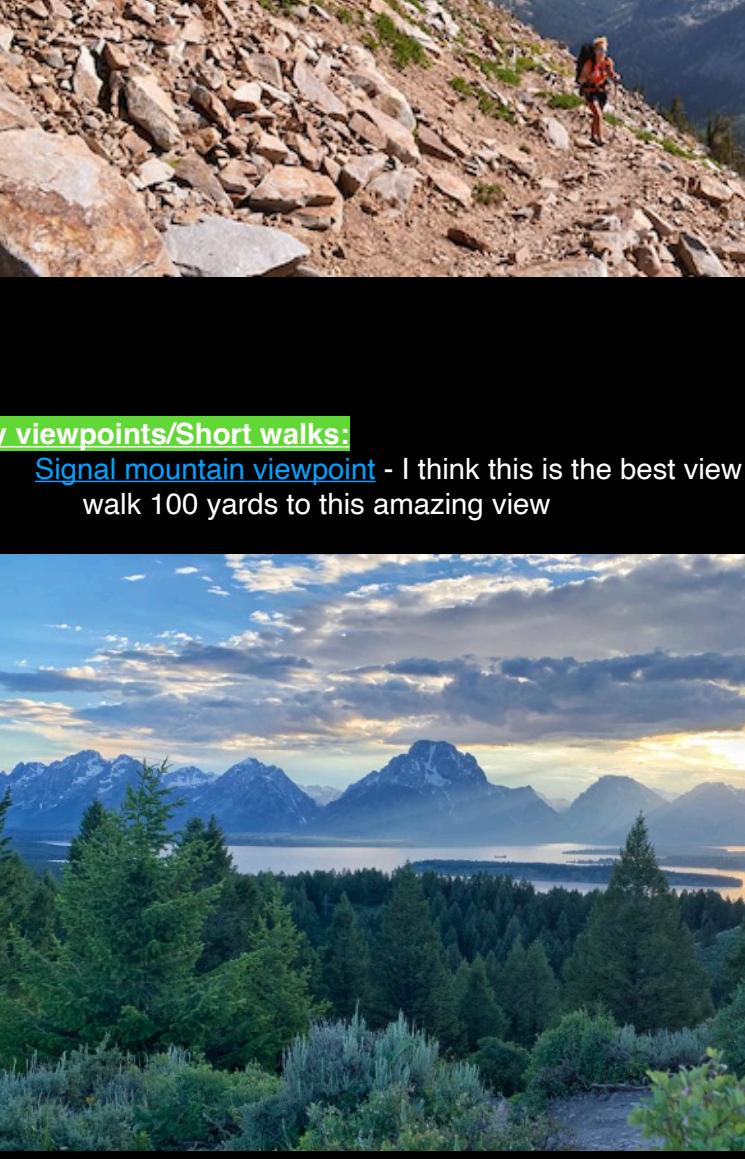 viewpoints/Short walks:
Signal mountain viewpoint - I think this is the best view
walk 100 yards to this amazing view